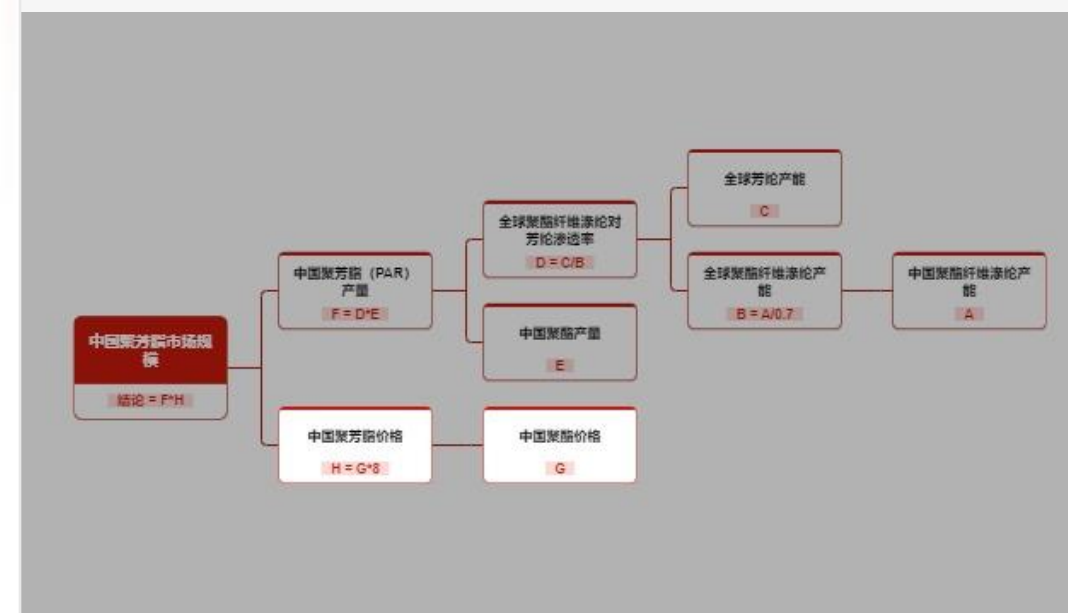 全球芳纶产能
C
全球聚酯纤维涤纶对
芳纶渗透率
D = C/B
中国聚芳酯（PAR）
产量
F = D*E
全球聚酯纤维涤纶产
能
B = A/0.7
中国聚酯纤维涤纶产
能
A
中国聚芳酯市场规
模
结论 = F*H
中国聚酯产量
E
中国聚芳酯价格
H = G*8
中国聚酯价格
G